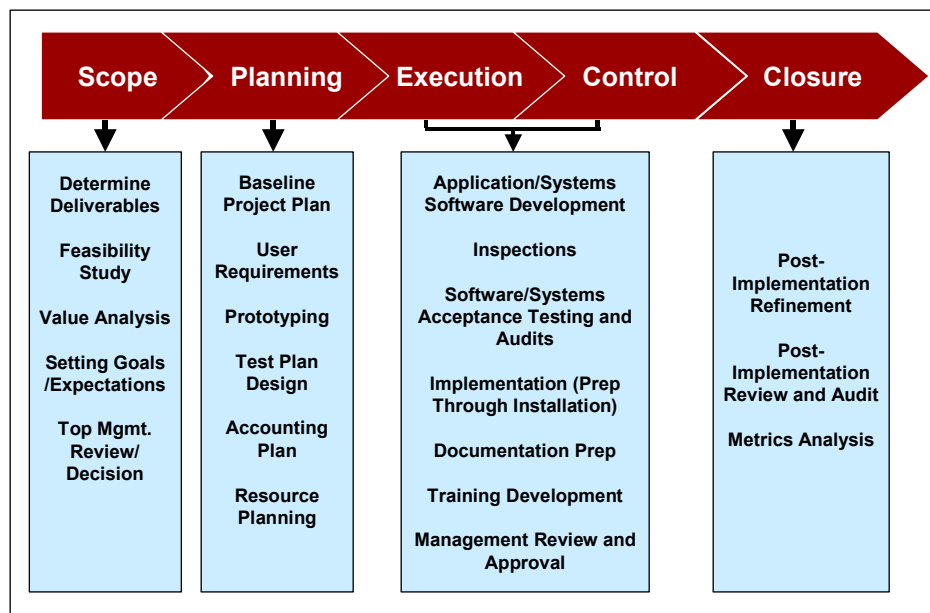 Scope
Planning
Execution
Control
Closure
Determine
Deliverables
Feasibility
Study
Value Analysis
Setting Goals
/Expectations
Top Mgmt.
Review/
Decision
Baseline
Project Plan
User
Requirements
Prototyping
Test Plan
Design
Accounting
Plan
Resource
Planning
Application/Systems
Software Development
Inspections
Software/Systems
Acceptance Testing and
Audits
Implementation (Prep
Through Installation)
Documentation Prep
Training Development
Management Review and
Approval
Post-
Implementation
Refinement
Post-
Implementation
Review and Audit
Metrics Analysis